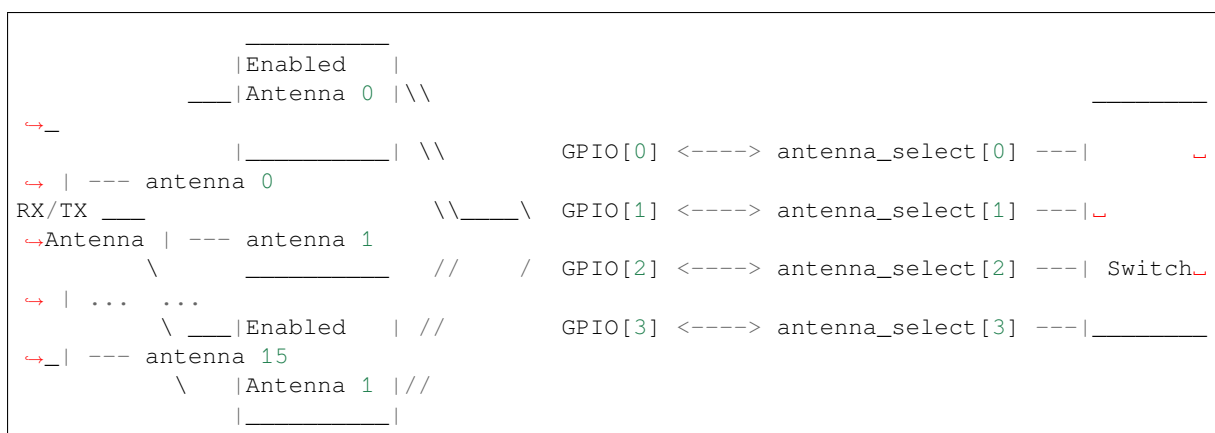 __________
                   |Enabled   |
                ___|Antenna 0 |\\                                              ________
↪_
                   |__________| \\        GPIO[0] <----> antenna_select[0] ---|       ␣
↪ | --- antenna 0
RX/TX ___                        \\____\  GPIO[1] <----> antenna_select[1] ---|␣
↪Antenna | --- antenna 1
         \      __________   //    /  GPIO[2] <----> antenna_select[2] ---| Switch␣
↪ | ...  ...
          \ ___|Enabled   | //        GPIO[3] <----> antenna_select[3] ---|________
↪_| --- antenna 15
           \   |Antenna 1 |//
               |__________|